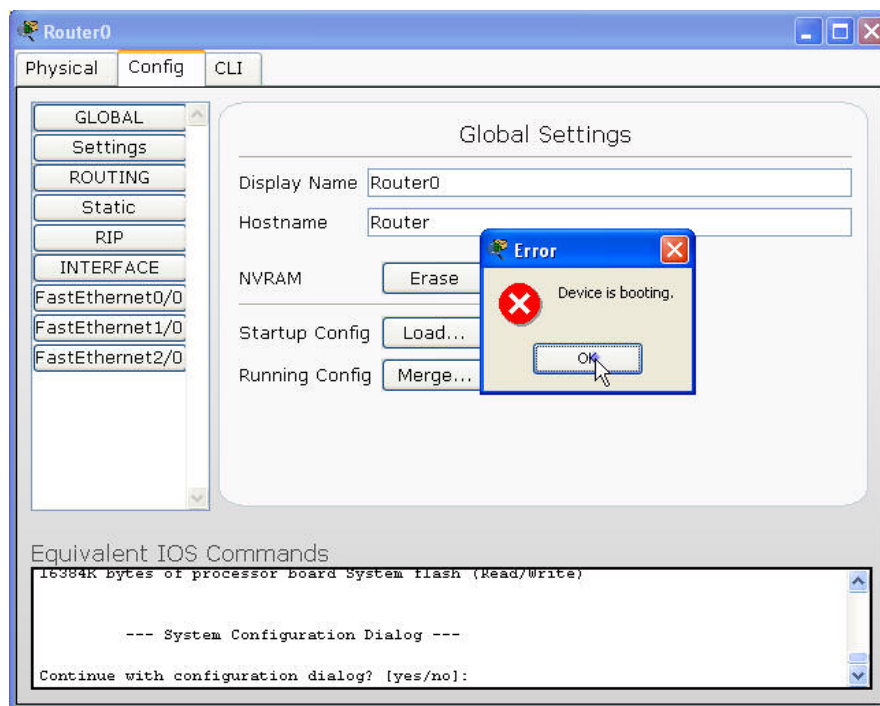 Router0
Physical Config CLI
GLOBAL
Settings
ROUTING
Static
RIP
INTERFACE
FastEthernet0/0
FastEthernet1/0
FastEthernet2/0
Global Settings
Display Name Router0
Hostname Router
NVRAM Erase
Startup Config Load...
Running Config Merge...
Error
Device is booting.
OK
Equivalent IOS Commands
16384K bytes of processor board System flash (Read/Write)
--- System Configuration Dialog ---
Continue with configuration dialog? [yes/no]: